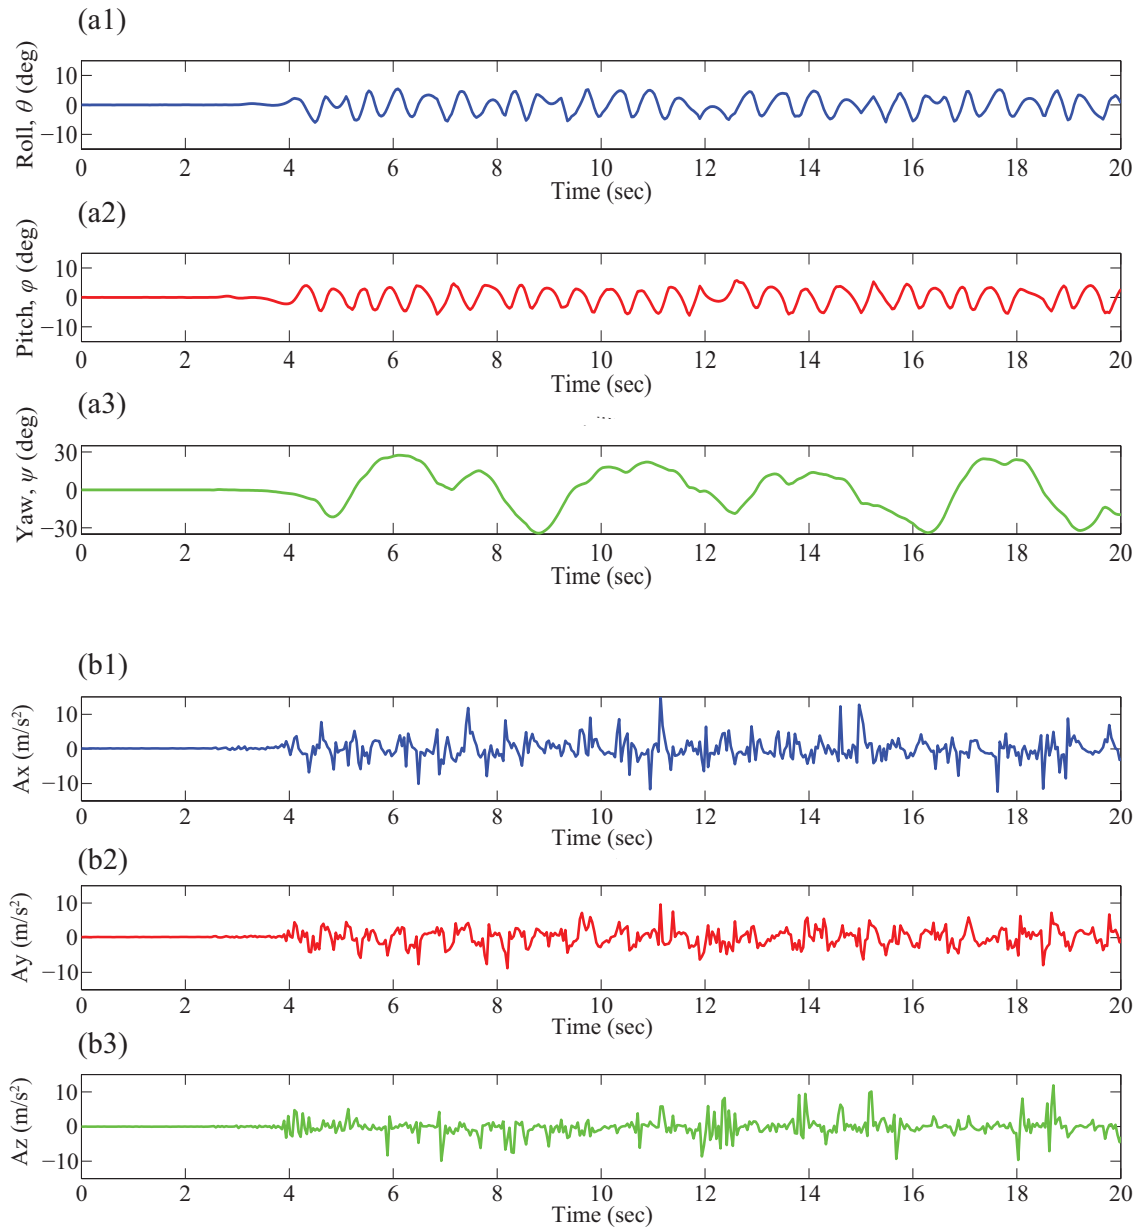 (a1)
Roll, θ (deg)
10
0
−10
0 2 4 6 8 10 12 14 16 18 20
Time (sec)
(a2)
Pitch, φ (deg)
10
0
−10
0 2 4 6 8 10 12 14 16 18 20
Time (sec)
(a3)
Yaw, ψ (deg)
30
0
−30
0 2 4 6 8 10 12 14 16 18 20
Time (sec)
(b1)
Ax (m/s²)
10
0
−10
0 2 4 6 8 10 12 14 16 18 20
Time (sec)
(b2)
Ay (m/s²)
10
0
−10
0 2 4 6 8 10 12 14 16 18 20
Time (sec)
(b3)
Az (m/s²)
10
0
−10
0 2 4 6 8 10 12 14 16 18 20
Time (sec)